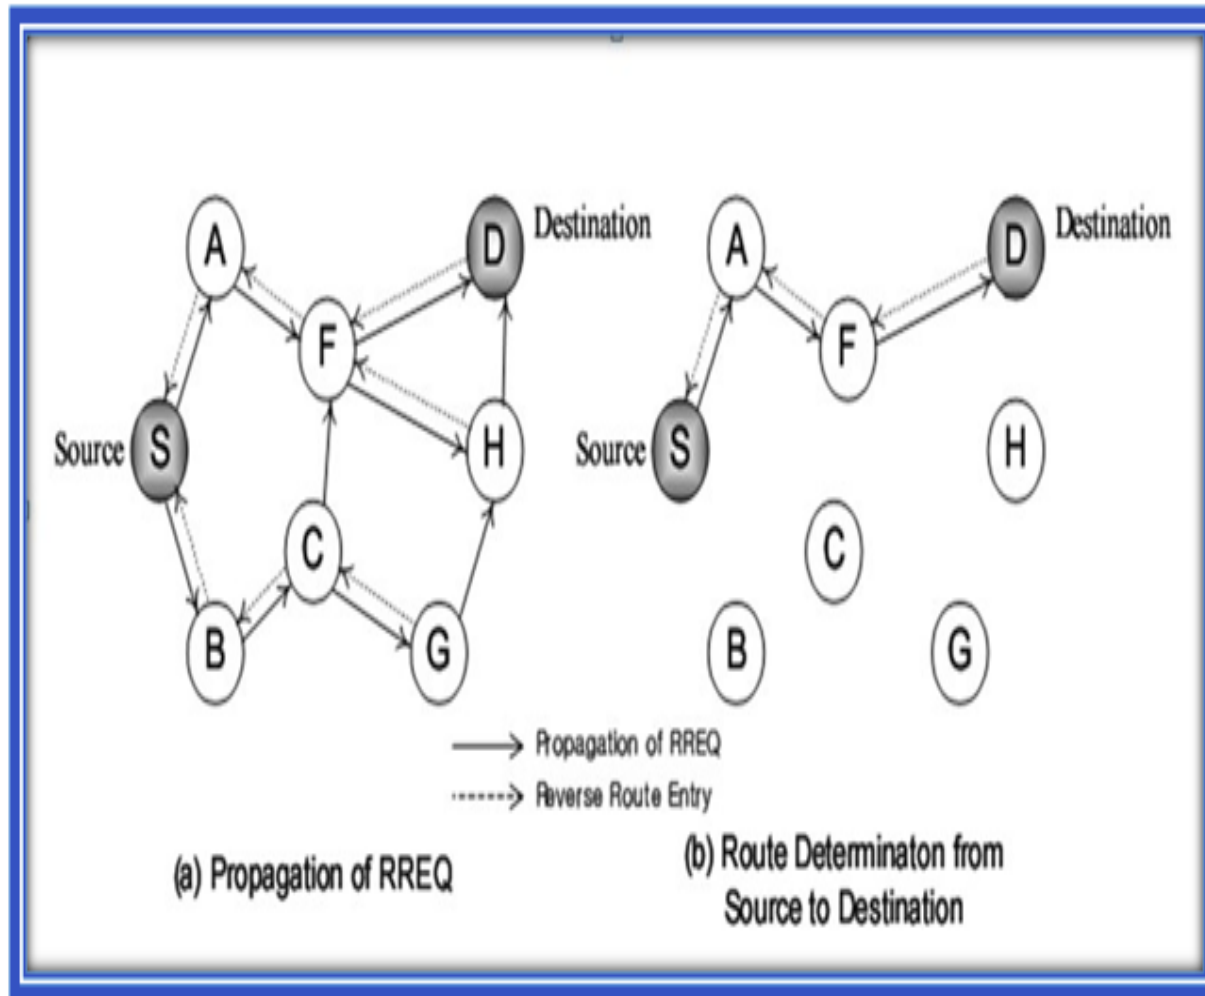 A
D
Destination
F
Source
S
H
C
B
G
A
D
Destination
F
Source
S
H
C
B
G
Propagation of RREQ
Reverse Route Entry
(a) Propagation of RREQ
(b) Route Determinaton from
Source to Destination